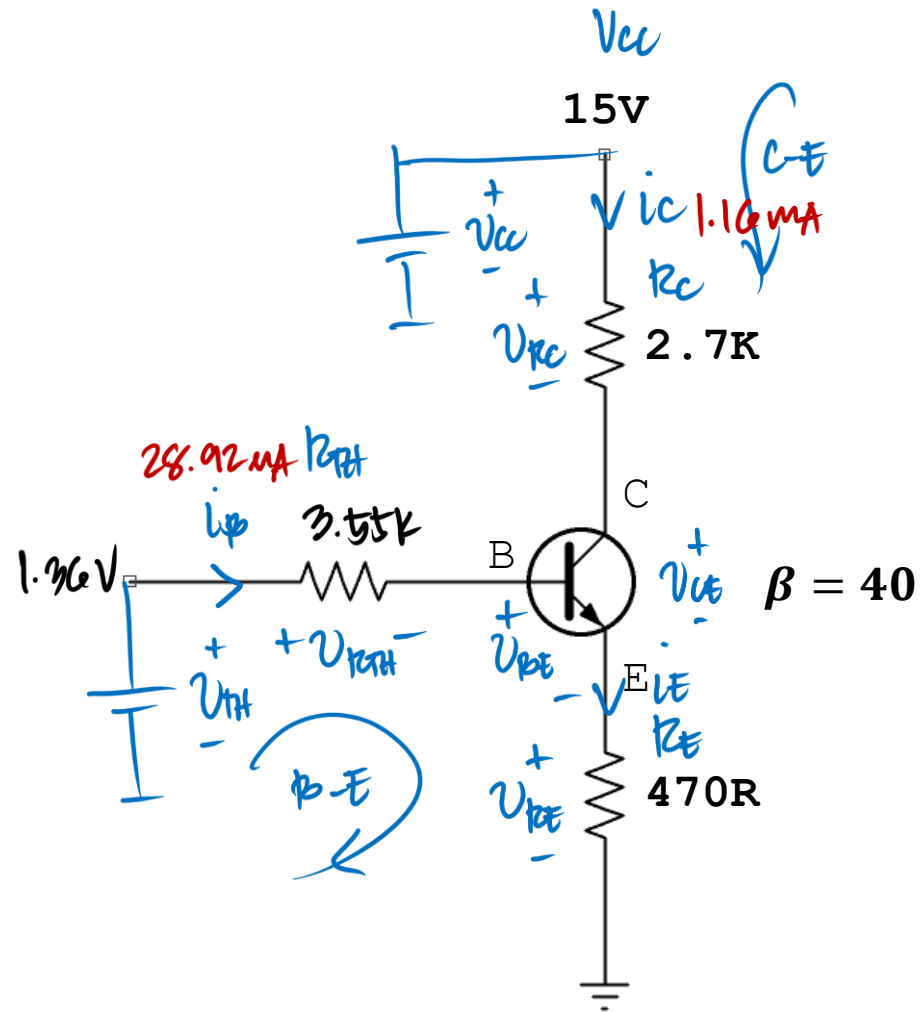 VCC
15V
C-E
iC 1.16mA
+
VCC
-
RC
+
VRC
-
2.7K
28.92uA RTH
iB
3.55K
C
1.36V
B
+
VCE
-
β = 40
+
VTH
-
+ VRTH -
+
VBE
-
E iE
RE
B-E
+
VRE
-
470R